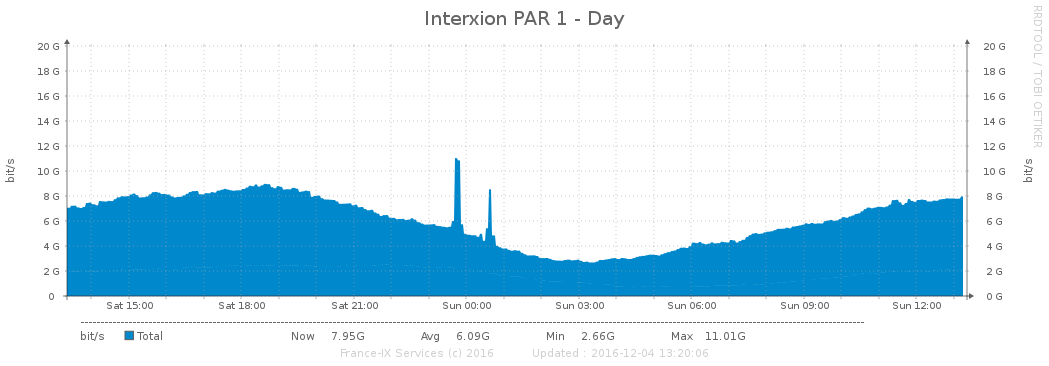 Interxion PAR 1 - Day
RRDTOOL / TOBI OETIKER
20 G 20 G
18 G 18 G
16 G 16 G
14 G 14 G
12 G 12 G
10 G 10 G
8 G 8 G
6 G 6 G
4 G 4 G
2 G 2 G
0 0 G
bit/s bit/s
Sat 15:00 Sat 18:00 Sat 21:00 Sun 00:00 Sun 03:00 Sun 06:00 Sun 09:00 Sun 12:00
bit/s Total Now 7.95G Avg 6.09G Min 2.66G Max 11.01G
France-IX Services (c) 2016 Updated : 2016-12-04 13:20:06